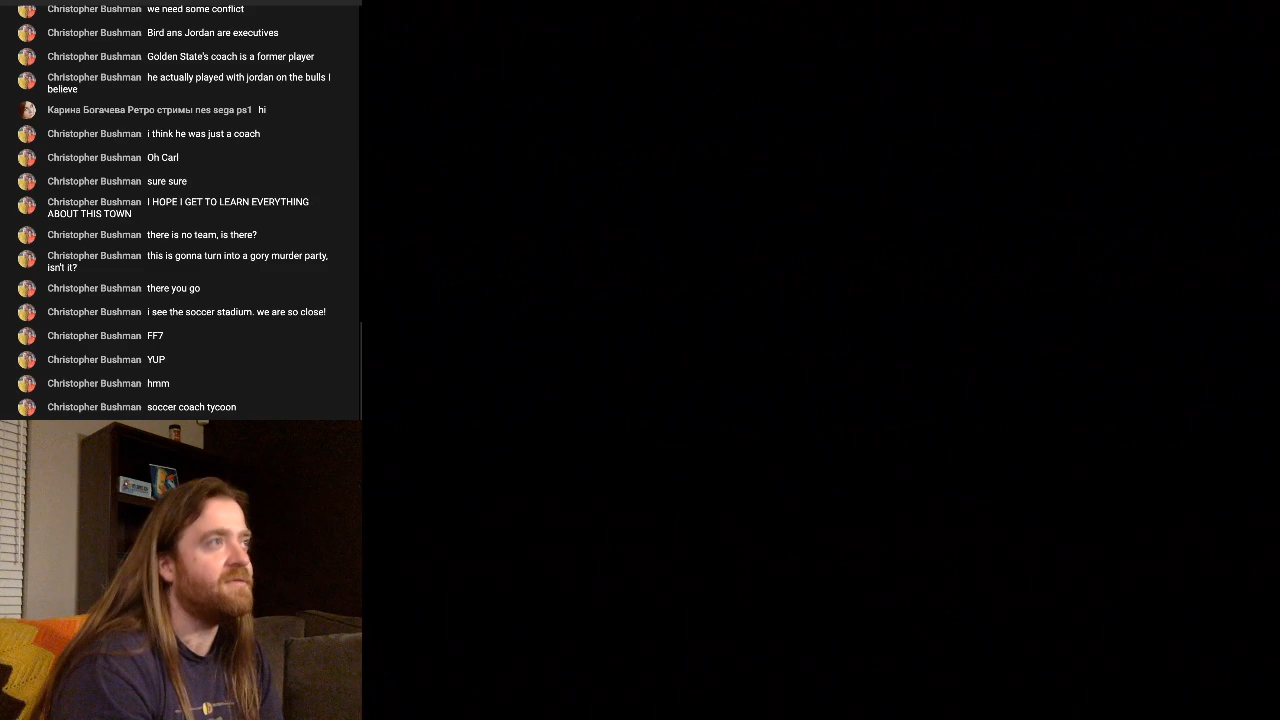 Christopher Bushman we need some conflict
Christopher Bushman Bird ans Jordan are executives
Christopher Bushman Golden State's coach is a former player
Christopher Bushman he actually played with jordan on the bulls I
believe
Карина Богачева Ретро стримы nes sega ps1 hi
Christopher Bushman i think he was just a coach
Christopher Bushman Oh Carl
Christopher Bushman sure sure
Christopher Bushman I HOPE I GET TO LEARN EVERYTHING
ABOUT THIS TOWN
Christopher Bushman there is no team, is there?
Christopher Bushman this is gonna turn into a gory murder party,
isn't it?
Christopher Bushman there you go
Christopher Bushman i see the soccer stadium. we are so close!
Christopher Bushman FF7
Christopher Bushman YUP
Christopher Bushman hmm
Christopher Bushman soccer coach tycoon